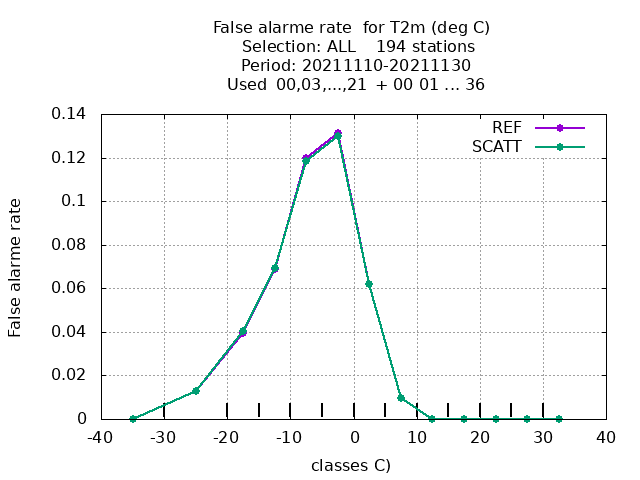 False alarme rate  for T2m (deg C)
Selection: ALL    194 stations
Period: 20211110-20211130
Used  00,03,...,21  + 00 01 ... 36
REF
SCATT
False alarme rate
0.14
0.12
0.1
0.08
0.06
0.04
0.02
0
-40 -30 -20 -10 0 10 20 30 40
classes C)